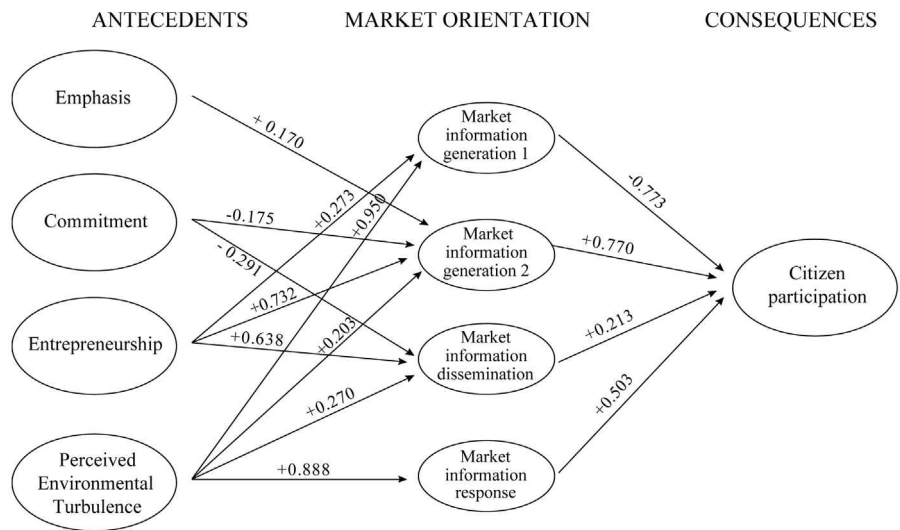 ANTECEDENTS
MARKET ORIENTATION
CONSEQUENCES
Emphasis
Commitment
Entrepreneurship
Perceived
Environmental
Turbulence
+ 0.170
-0.175
- 0.291
+0.273
+0.732
+0.638
+0.950
+0.203
+0.270
+0.888
Market
information
generation 1
Market
information
generation 2
Market
information
dissemination
Market
information
response
-0.773
+0.770
+0.213
+0.503
Citizen
participation